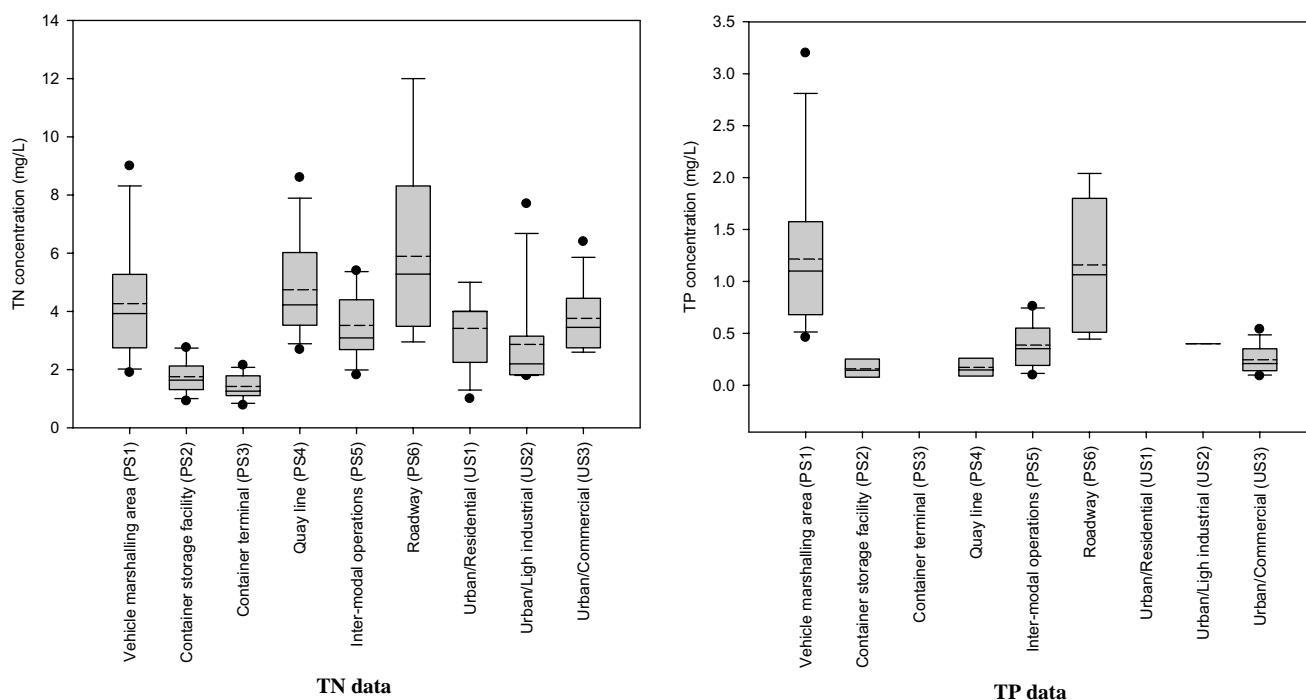 14
12
10
8
6
4
2
0
TN concentration (mg/L)
Vehicle marshalling area (PS1)
Container storage facility (PS2)
Container terminal (PS3)
Quay line (PS4)
Inter-modal operations (PS5)
Roadway (PS6)
Urban/Residential (US1)
Urban/Ligh industrial (US2)
Urban/Commercial (US3)
TN data
3.5
3.0
2.5
2.0
1.5
1.0
0.5
0.0
TP concentration (mg/L)
Vehicle marshalling area (PS1)
Container storage facility (PS2)
Container terminal (PS3)
Quay line (PS4)
Inter-modal operations (PS5)
Roadway (PS6)
Urban/Residential (US1)
Urban/Ligh industrial (US2)
Urban/Commercial (US3)
TP data